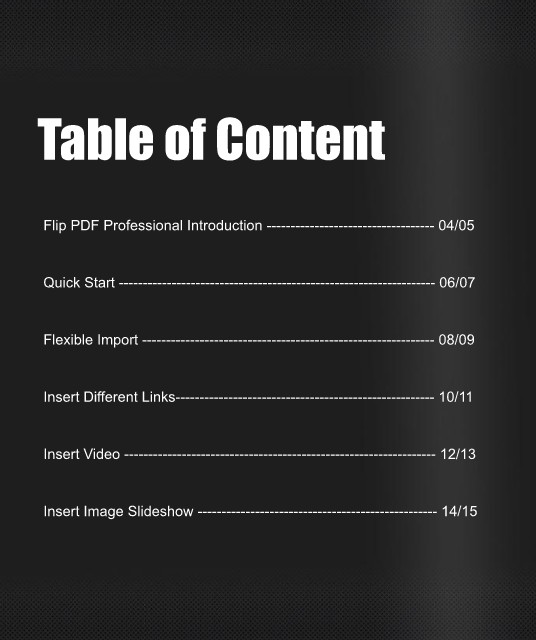 Table of Content
Flip PDF Professional Introduction ----------------------------------- 04/05
Quick Start ------------------------------------------------------------------ 06/07
Flexible Import ------------------------------------------------------------- 08/09
Insert Different Links------------------------------------------------------ 10/11
Insert Video ----------------------------------------------------------------- 12/13
Insert Image Slideshow -------------------------------------------------- 14/15